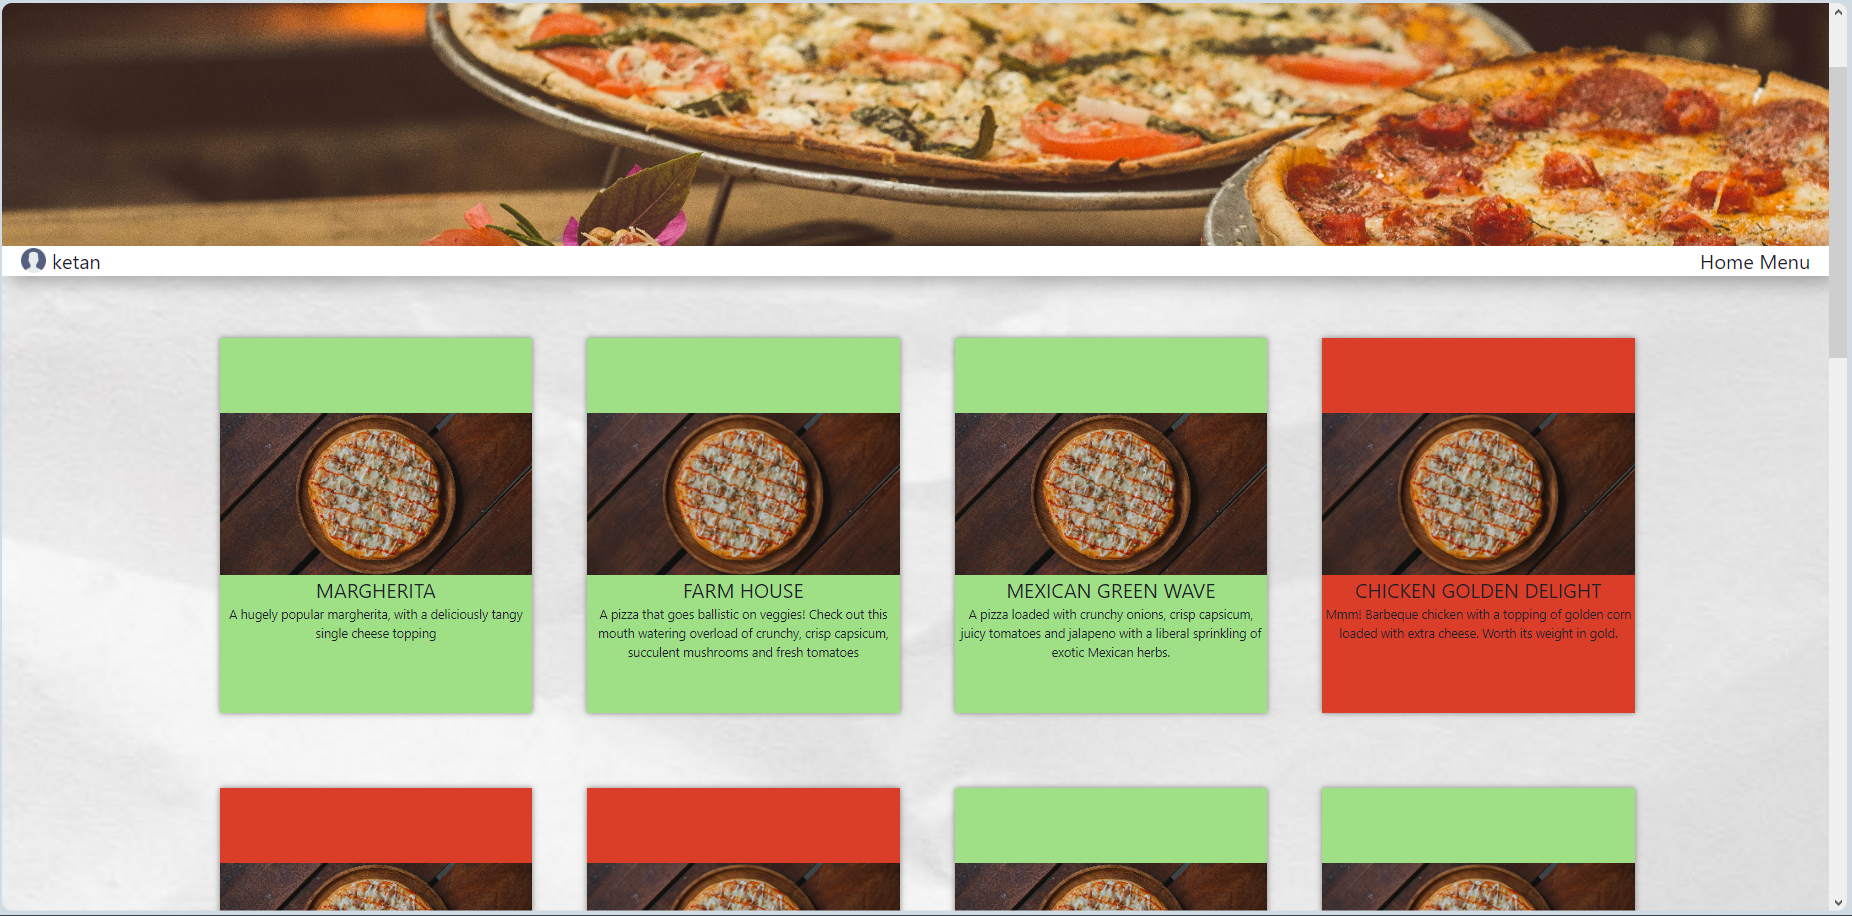 ketan
Home Menu
MARGHERITA
A hugely popular margherita, with a deliciously tangy
single cheese topping
FARM HOUSE
A pizza that goes ballistic on veggies! Check out this
mouth watering overload of crunchy, crisp capsicum,
succulent mushrooms and fresh tomatoes
MEXICAN GREEN WAVE
A pizza loaded with crunchy onions, crisp capsicum,
juicy tomatoes and jalapeno with a liberal sprinkling of
exotic Mexican herbs.
CHICKEN GOLDEN DELIGHT
Mmm! Barbeque chicken with a topping of golden corn
loaded with extra cheese. Worth its weight in gold.